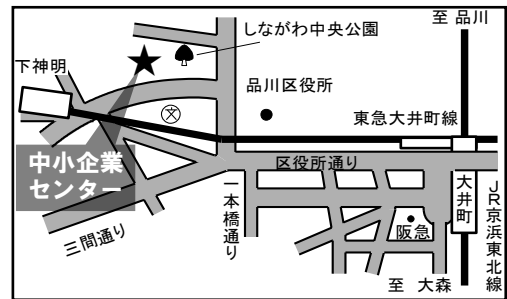 至 品川
しながわ中央公園
下神明
品川区役所
文
東急大井町線
中小企業
センター
区役所通り
一本橋通り
大井町
JR京浜東北線
三間通り
阪急
至 大森